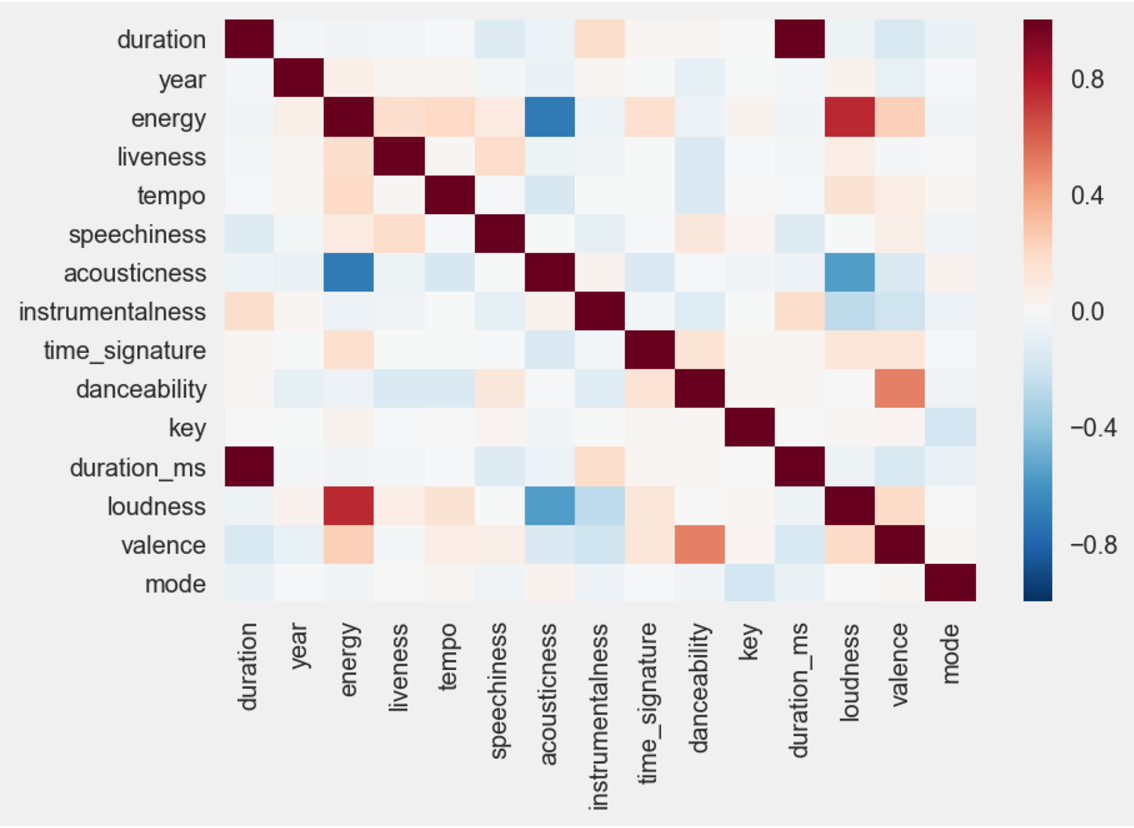 duration
year
energy
liveness
tempo
speechiness
acousticness
instrumentalness
time_signature
danceability
key
duration_ms
loudness
valence
mode
duration
year
energy
liveness
tempo
speechiness
acousticness
instrumentalness
time_signature
danceability
key
duration_ms
loudness
valence
mode
0.8
0.4
0.0
−0.4
−0.8